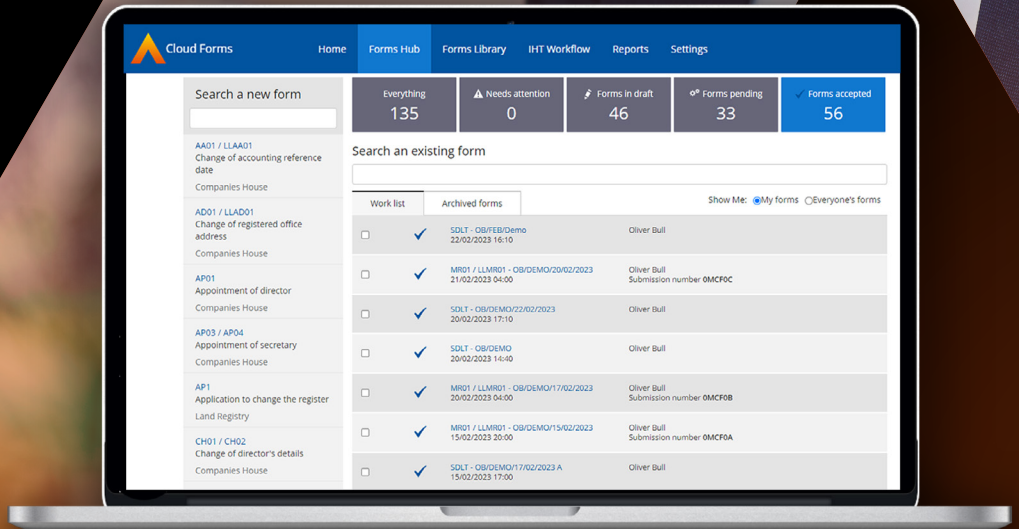 Cloud Forms
Home
Forms Hub
Forms Library
IHT Workflow
Reports
Settings
Search a new form
AA01 / LLAA01
Change of accounting reference
date
Companies House
AD01 / LLAD01
Change of registered office
address
Companies House
AP01
Appointment of director
Companies House
AP03 / AP04
Appointment of secretary
Companies House
AP1
Application to change the register
Land Registry
CH01 / CH02
Change of director's details
Companies House
Everything
135
Needs attention
0
Forms in draft
46
Forms pending
33
Forms accepted
56
Search an existing form
Work list
Archived forms
Show Me: My forms Everyone's forms
SDLT - OB/FEB/Demo
22/02/2023 16:10
Oliver Bull
MR01 / LLMR01 - OB/DEMO/20/02/2023
21/02/2023 04:00
Oliver Bull
Submission number 0MCF0C
SDLT - OB/DEMO/22/02/2023
20/02/2023 17:10
Oliver Bull
SDLT - OB/DEMO
20/02/2023 14:40
Oliver Bull
MR01 / LLMR01 - OB/DEMO/17/02/2023
20/02/2023 04:00
Oliver Bull
Submission number 0MCF0B
MR01 / LLMR01 - OB/DEMO/15/02/2023
15/02/2023 20:00
Oliver Bull
Submission number 0MCF0A
SDLT - OB/DEMO/17/02/2023 A
15/02/2023 17:00
Oliver Bull